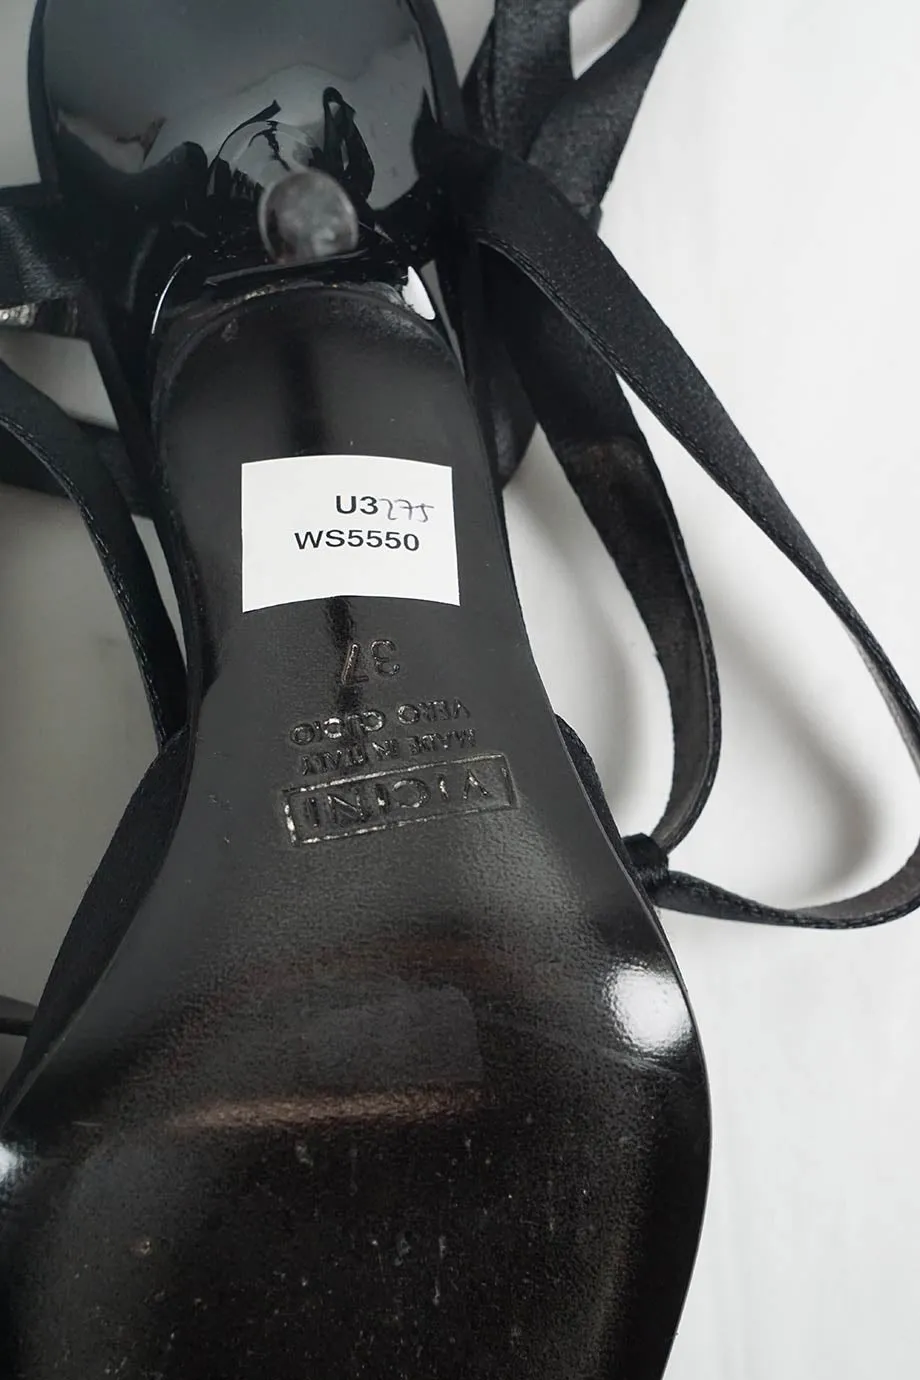 U3275
WS5550
VICINI
MADE IN ITALY
VERO CUOIO
37